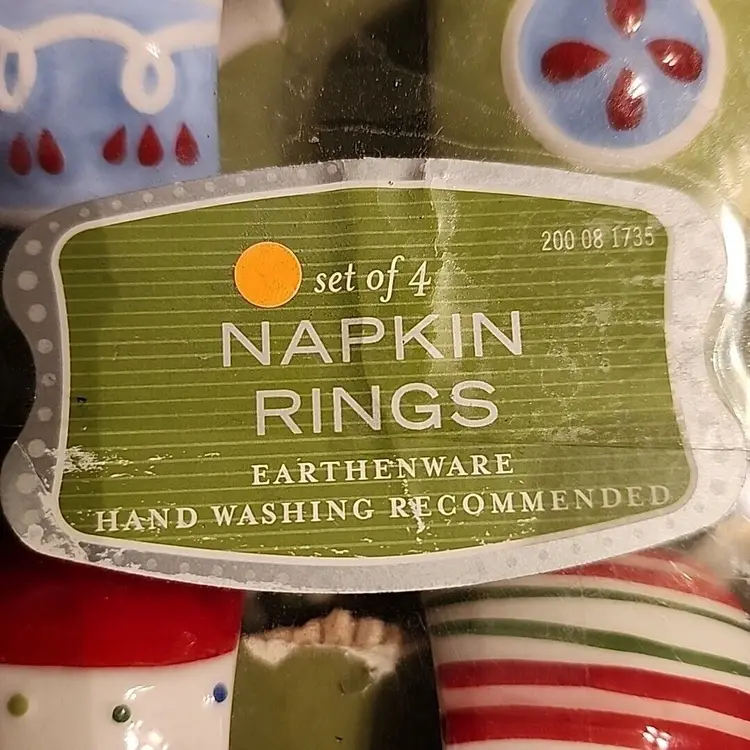 200 08 1735
set of 4
NAPKIN
RINGS
EARTHENWARE
HAND WASHING RECOMMENDED